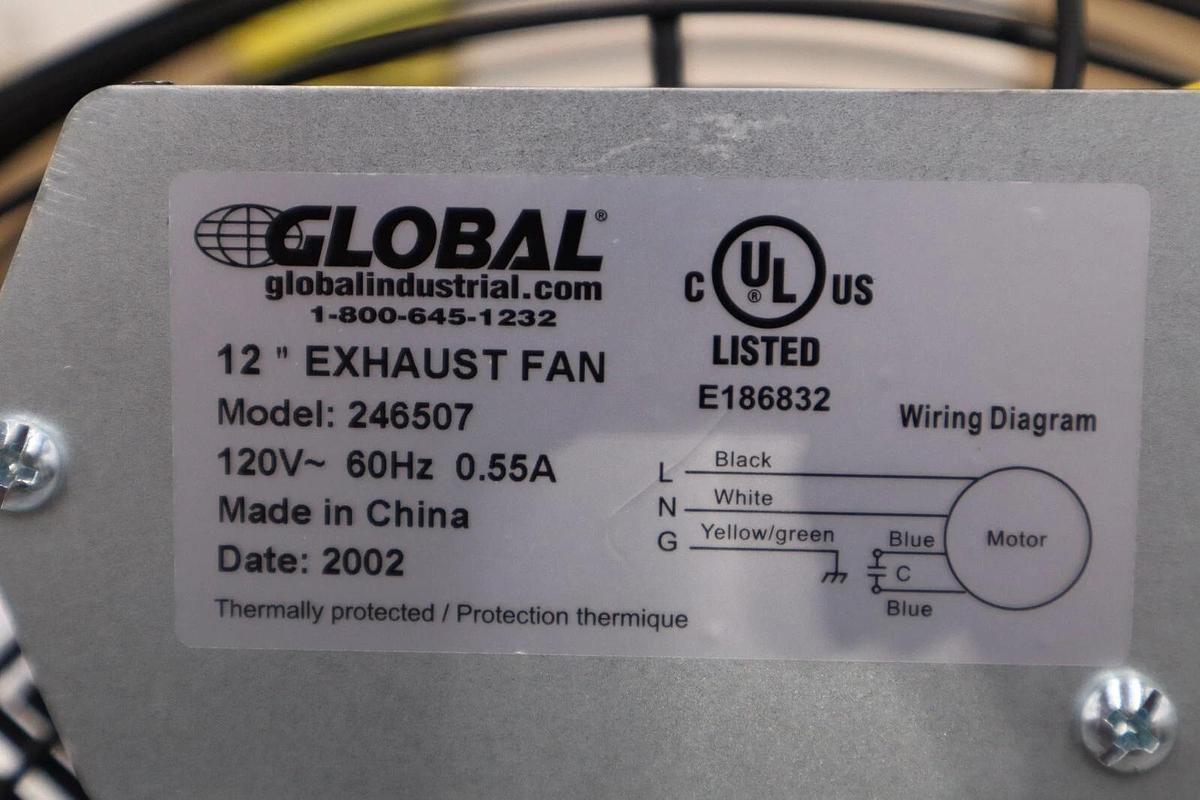 GLOBAL®
globalindustrial.com
1-800-645-1232
12 " EXHAUST FAN
Model: 246507
120V~ 60Hz 0.55A
Made in China
Date: 2002
Thermally protected / Protection thermique
C UL® US
LISTED
E186832
Wiring Diagram
L Black
N White
G Yellow/green
Blue
C
Blue
Motor